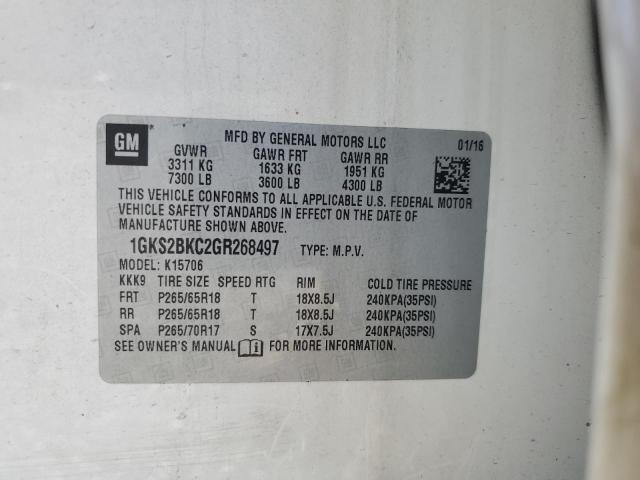 GM
MFD BY GENERAL MOTORS LLC 01/16
GVWR GAWR FRT GAWR RR
3311 KG 1633 KG 1951 KG
7300 LB 3600 LB 4300 LB
THIS VEHICLE CONFORMS TO ALL APPLICABLE U.S. FEDERAL MOTOR
VEHICLE SAFETY STANDARDS IN EFFECT ON THE DATE OF
MANUFACTURE SHOWN ABOVE.
1GKS2BKC2GR268497 TYPE: M.P.V.
MODEL: K15706
KKK9 TIRE SIZE SPEED RTG RIM COLD TIRE PRESSURE
FRT P265/65R18 T 18X8.5J 240KPA(35PSI)
RR P265/65R18 T 18X8.5J 240KPA(35PSI)
SPA P265/70R17 S 17X7.5J 240KPA(35PSI)
SEE OWNER'S MANUAL FOR MORE INFORMATION.